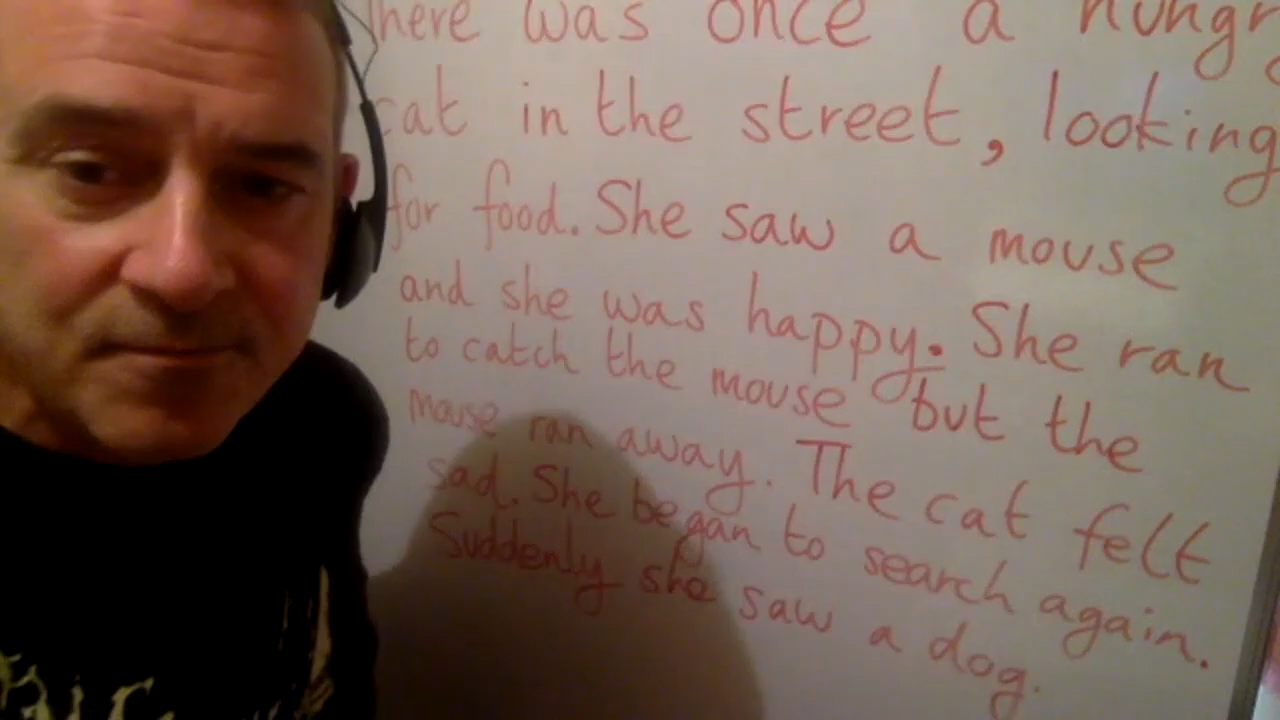 There was once a hungry
cat in the street, looking
for food. She saw a mouse
and she was happy. She ran
to catch the mouse but the
mouse ran away. The cat felt
sad. She began to search again.
Suddenly she saw a dog.